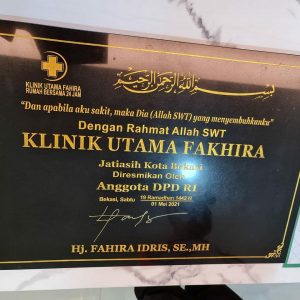 KLINIK UTAMA FAHIRA
RUMAH BERSAMA 24 JAM
بسم الله الرحمن الرحيم
"Dan apabila aku sakit, maka Dia (Allah SWT) yang menyembuhkanku"
Dengan Rahmat Allah SWT
KLINIK UTAMA FAKHIRA
Jatiasih Kota Bekasi
Diresmikan Oleh
Anggota DPD RI
Bekasi, Sabtu 19 Ramadhan 1442 H
01 Mei 2021
Hj. FAHIRA IDRIS, SE.,MH